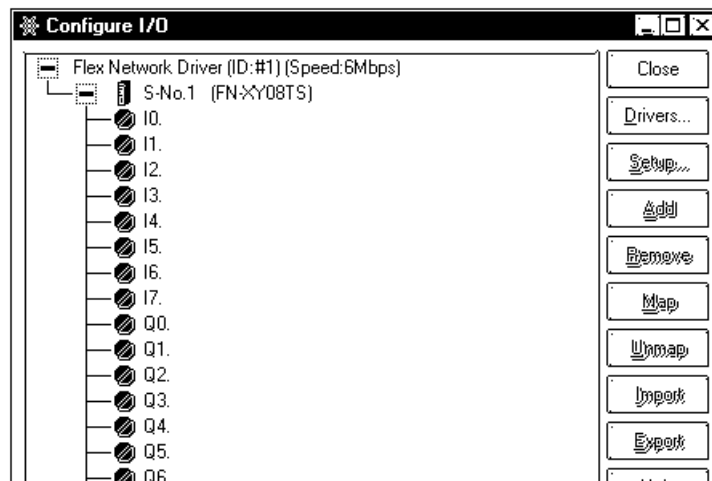 Configure I/O
Flex Network Driver (ID:#1) (Speed:6Mbps)
S-No.1 (FN-XY08TS)
I0.
I1.
I2.
I3.
I4.
I5.
I6.
I7.
Q0.
Q1.
Q2.
Q3.
Q4.
Q5.
Q6.
Close
Drivers...
Setup...
Add
Remove
Map
Unmap
Import
Export